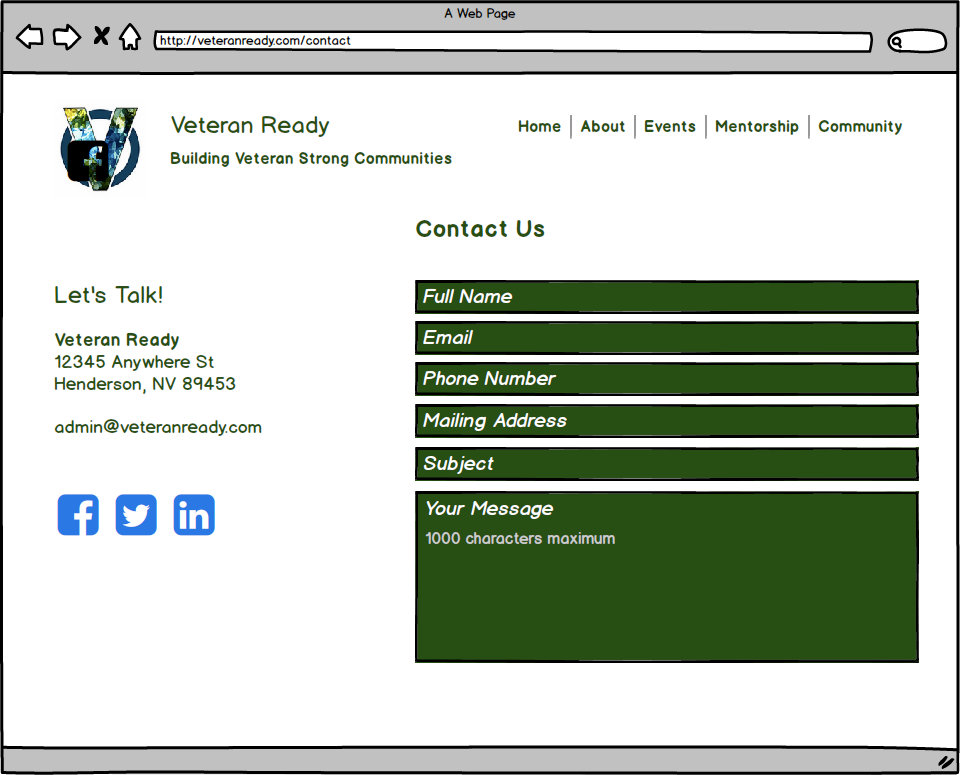 A Web Page
http://veteranready.com/contact
Veteran Ready
Building Veteran Strong Communities
Home | About | Events | Mentorship | Community
Contact Us
Let's Talk!
Veteran Ready
12345 Anywhere St
Henderson, NV 89453
admin@veteranready.com
Full Name
Email
Phone Number
Mailing Address
Subject
Your Message
1000 characters maximum